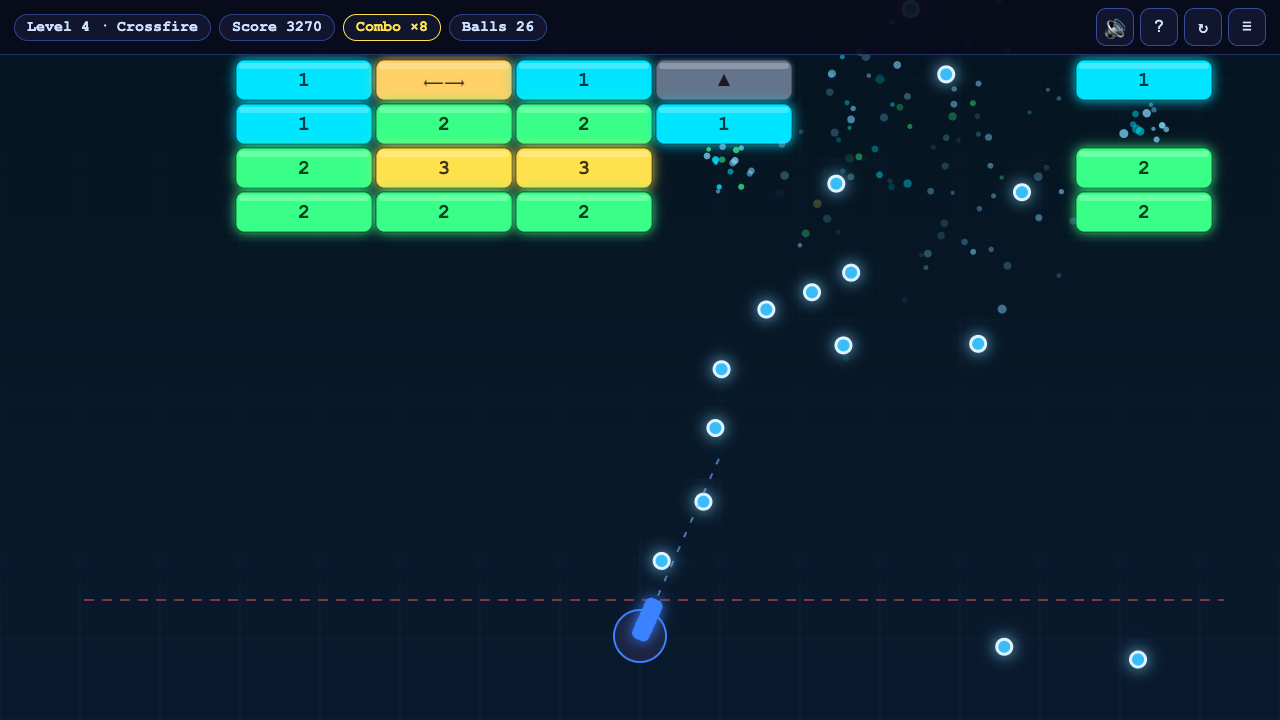 Level 4 · Crossfire Score 3270 Combo ×8 Balls 26 ? ↻ ≡
1 ⟵⟶ 1 ▲ 1
1 2 2 1
2 3 3 2
2 2 2 2